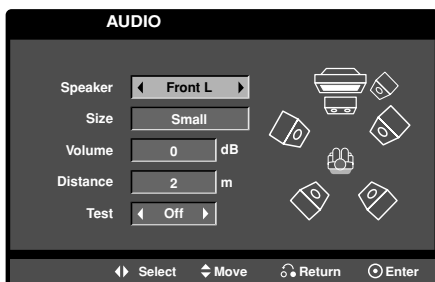 AUDIO
Speaker Front L
Size Small
Volume 0 dB
Distance 2 m
Test Off
Select Move Return Enter